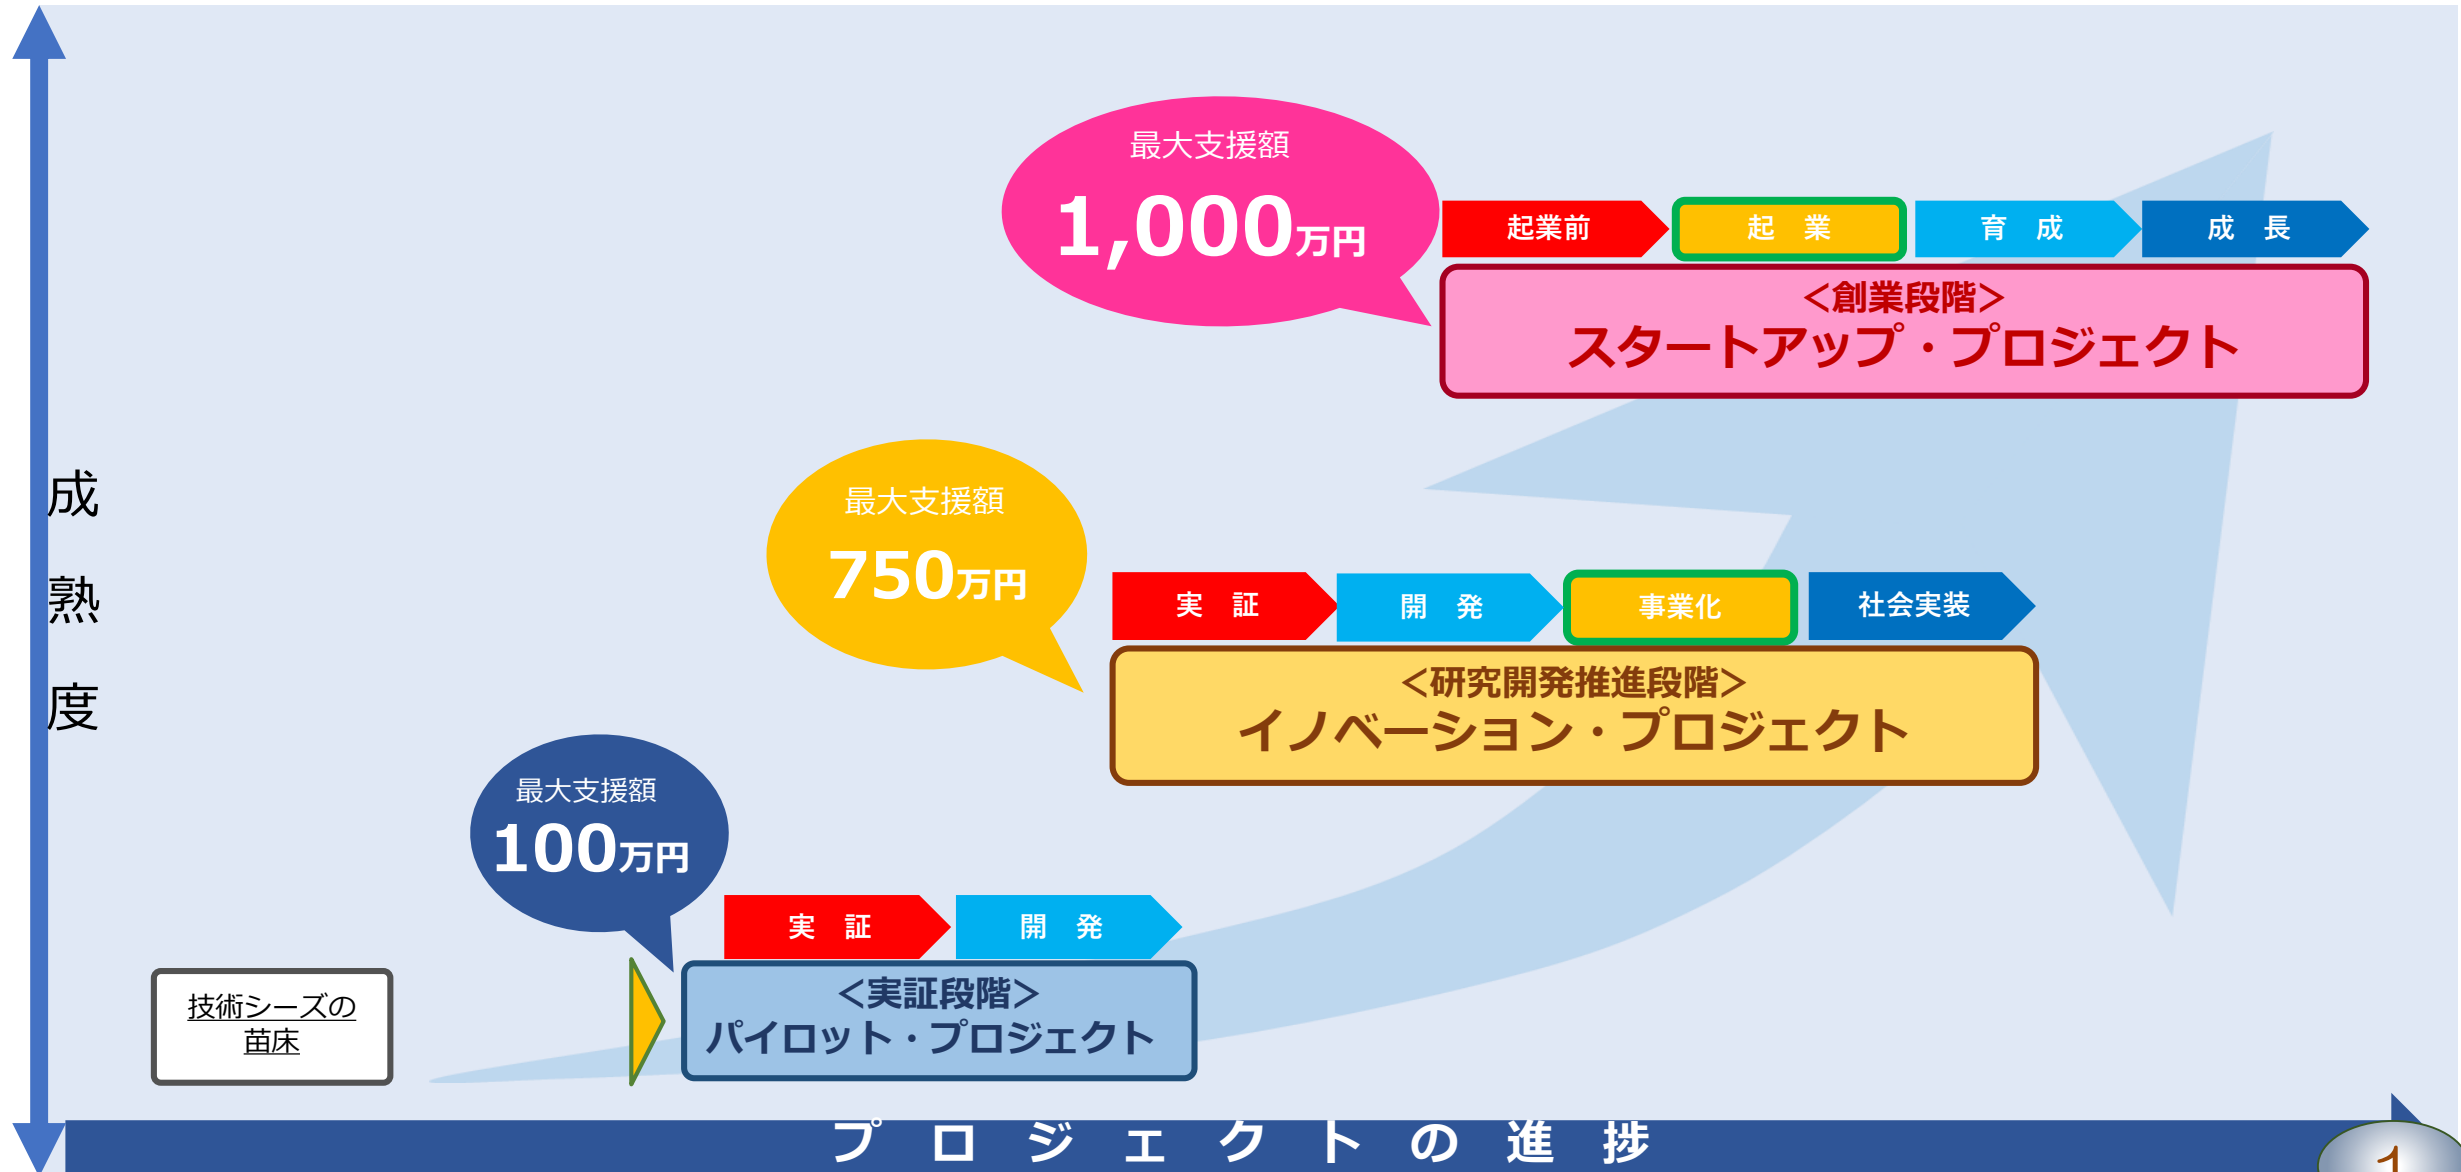 最大支援額
1,000万円
起業前
起　業
育　成
成　長
＜創業段階＞
スタートアップ・プロジェクト
成
熟
度
最大支援額
750万円
実　証
開　発
事業化
社会実装
＜研究開発推進段階＞
イノベーション・プロジェクト
最大支援額
100万円
実　証
開　発
＜実証段階＞
パイロット・プロジェクト
技術シーズの
苗床
プ　ロ　ジ　ェ　ク　ト　の　進　捗
1